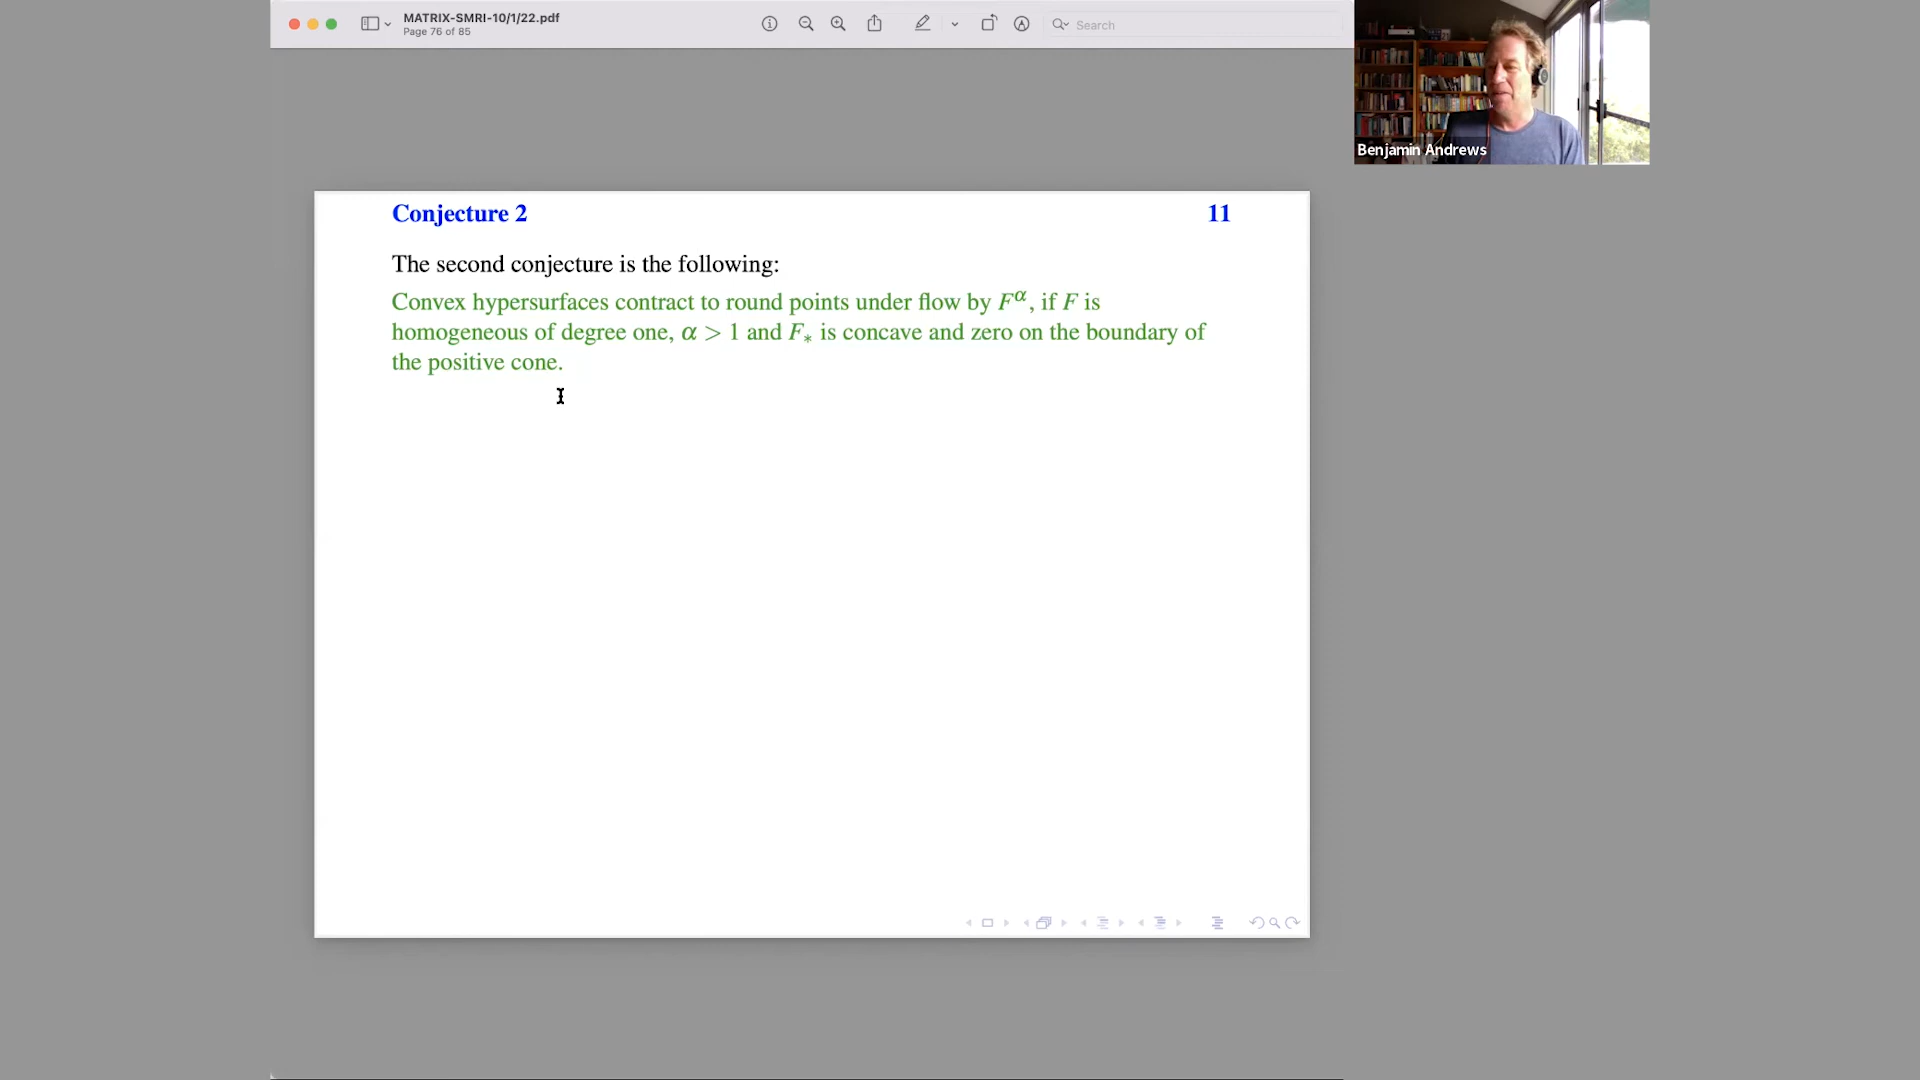 MATRIX-SMRI-10/1/22.pdf
Page 76 of 85
Search
Benjamin Andrews
Conjecture 2
11
The second conjecture is the following:
Convex hypersurfaces contract to round points under flow by F^α, if F is
homogeneous of degree one, α > 1 and F_* is concave and zero on the boundary of
the positive cone.